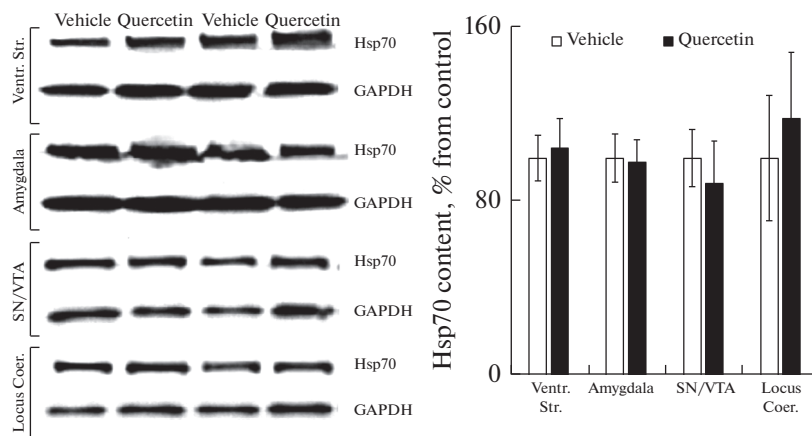 Vehicle Quercetin Vehicle Quercetin
Ventr. Str.
Hsp70
GAPDH
Amygdala
Hsp70
GAPDH
SN/VTA
Hsp70
GAPDH
Locus Coer.
Hsp70
GAPDH
Hsp70 content, % from control
160
80
0
Vehicle
Quercetin
Ventr.
Str.
Amygdala
SN/VTA
Locus
Coer.